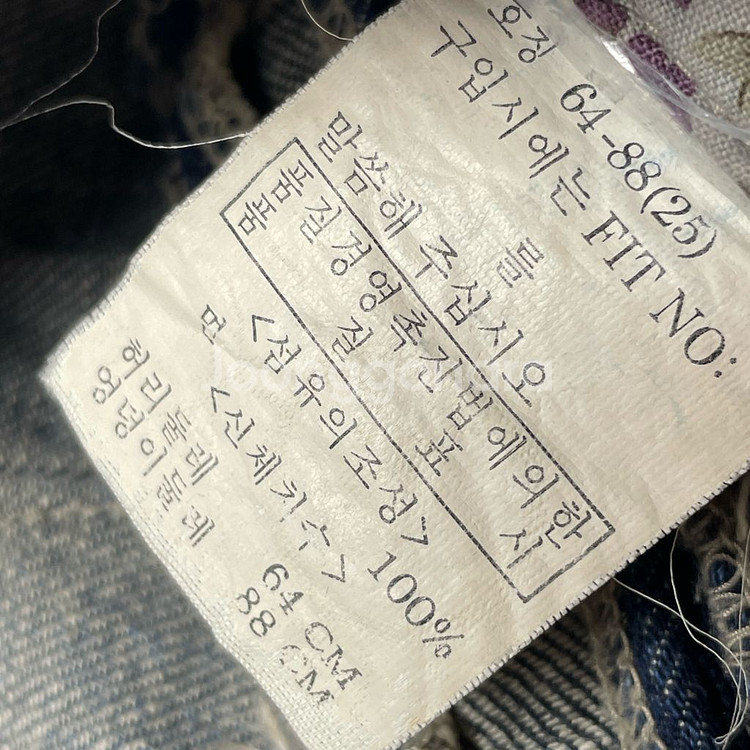 호칭 64-88(25)
구입시에는 FIT NO:를
말씀해 주십시오
품질경영촉진법에의한
품 질 표 시
<섬유의조성>
면 100%
<신체치수>
허리둘레 64 CM
엉덩이둘레 88 CM